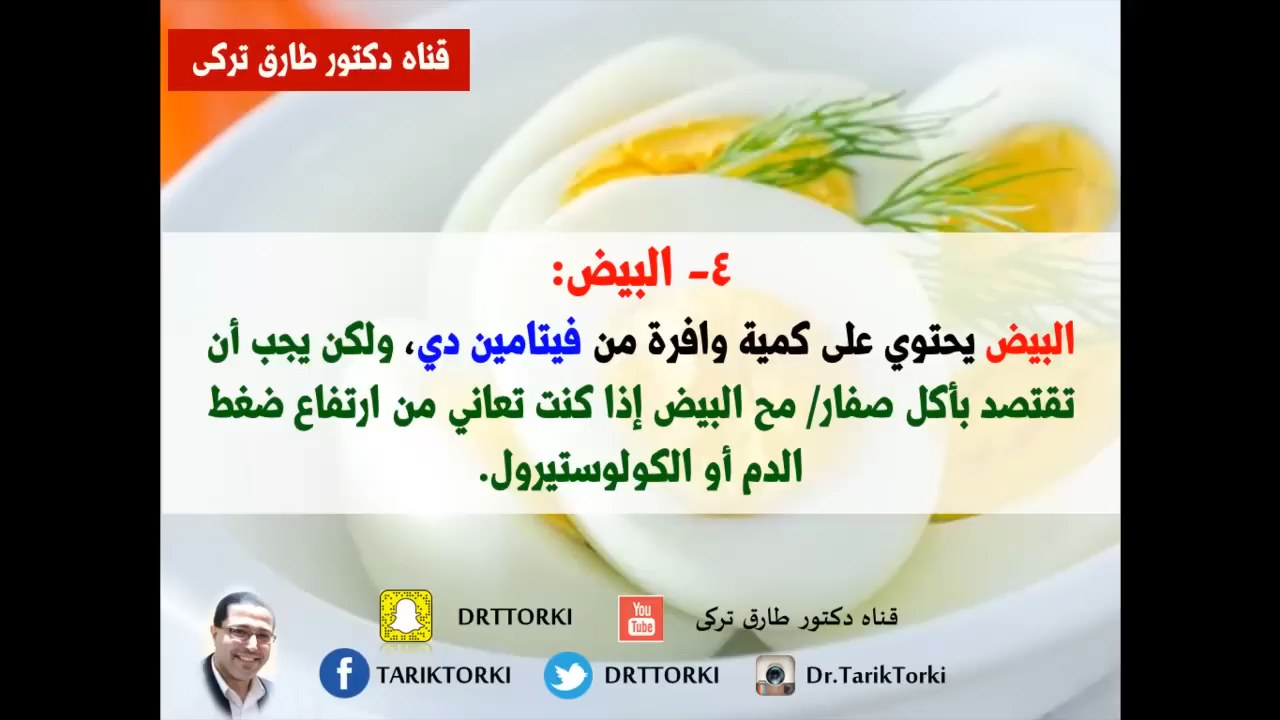 قناه دكتور طارق تركى
٤- البيض:
البيض يحتوي على كمية وافرة من فيتامين دي، ولكن يجب أن
تقتصد بأكل صفار/ مح البيض إذا كنت تعاني من ارتفاع ضغط
الدم أو الكولوستيرول.
DRTTORKI
You Tube
قناه دكتور طارق تركى
f TARIKTORKI
DRTTORKI
Dr.TarikTorki